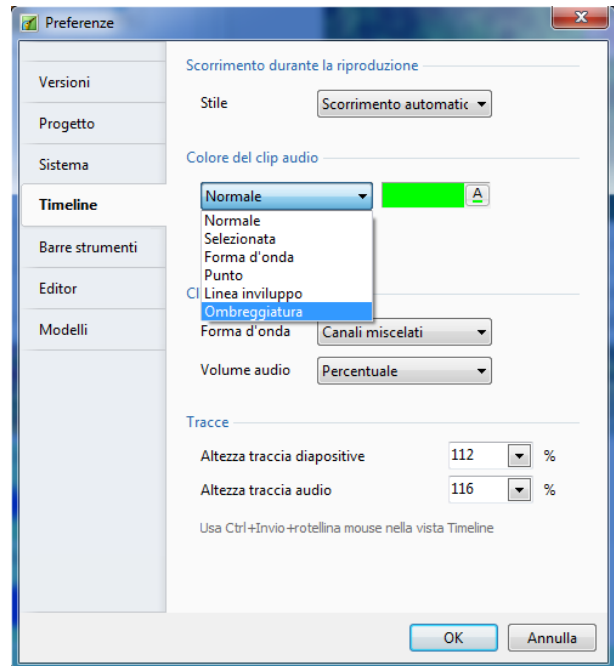 Preferenze
Versioni
Progetto
Sistema
Timeline
Barre strumenti
Editor
Modelli
Scorrimento durante la riproduzione
Stile
Scorrimento automatic
Colore del clip audio
Normale
A
Normale
Selezionata
Forma d'onda
Punto
Linea inviluppo
Ombreggiatura
Cl
Forma d'onda
Canali miscelati
Volume audio
Percentuale
Tracce
Altezza traccia diapositive
112 %
Altezza traccia audio
116 %
Usa Ctrl+Invio+rotellina mouse nella vista Timeline
OK
Annulla